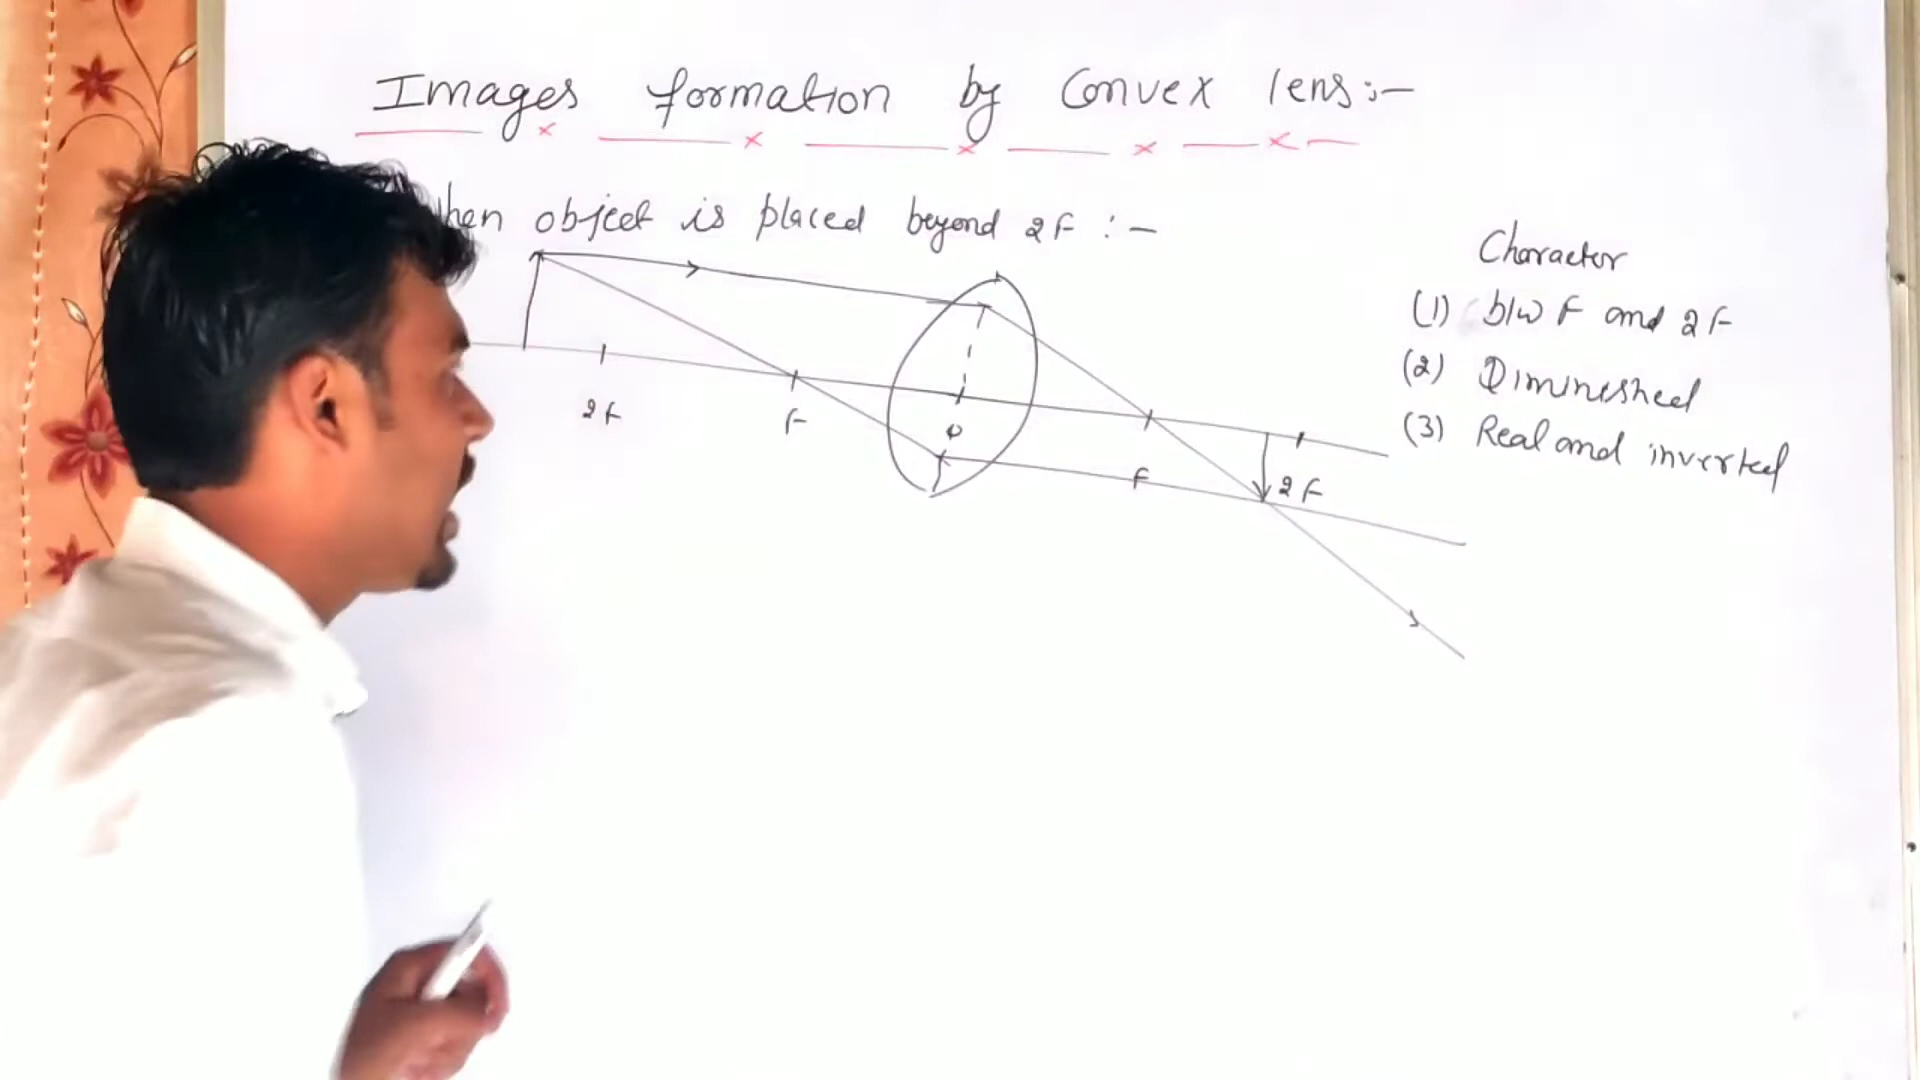 Images formation by Convex lens:-
hen object is placed beyond 2F :-
Character
(1) b/w F and 2F
(2) Diminished
(3) Real and inverted
2F F O F 2F